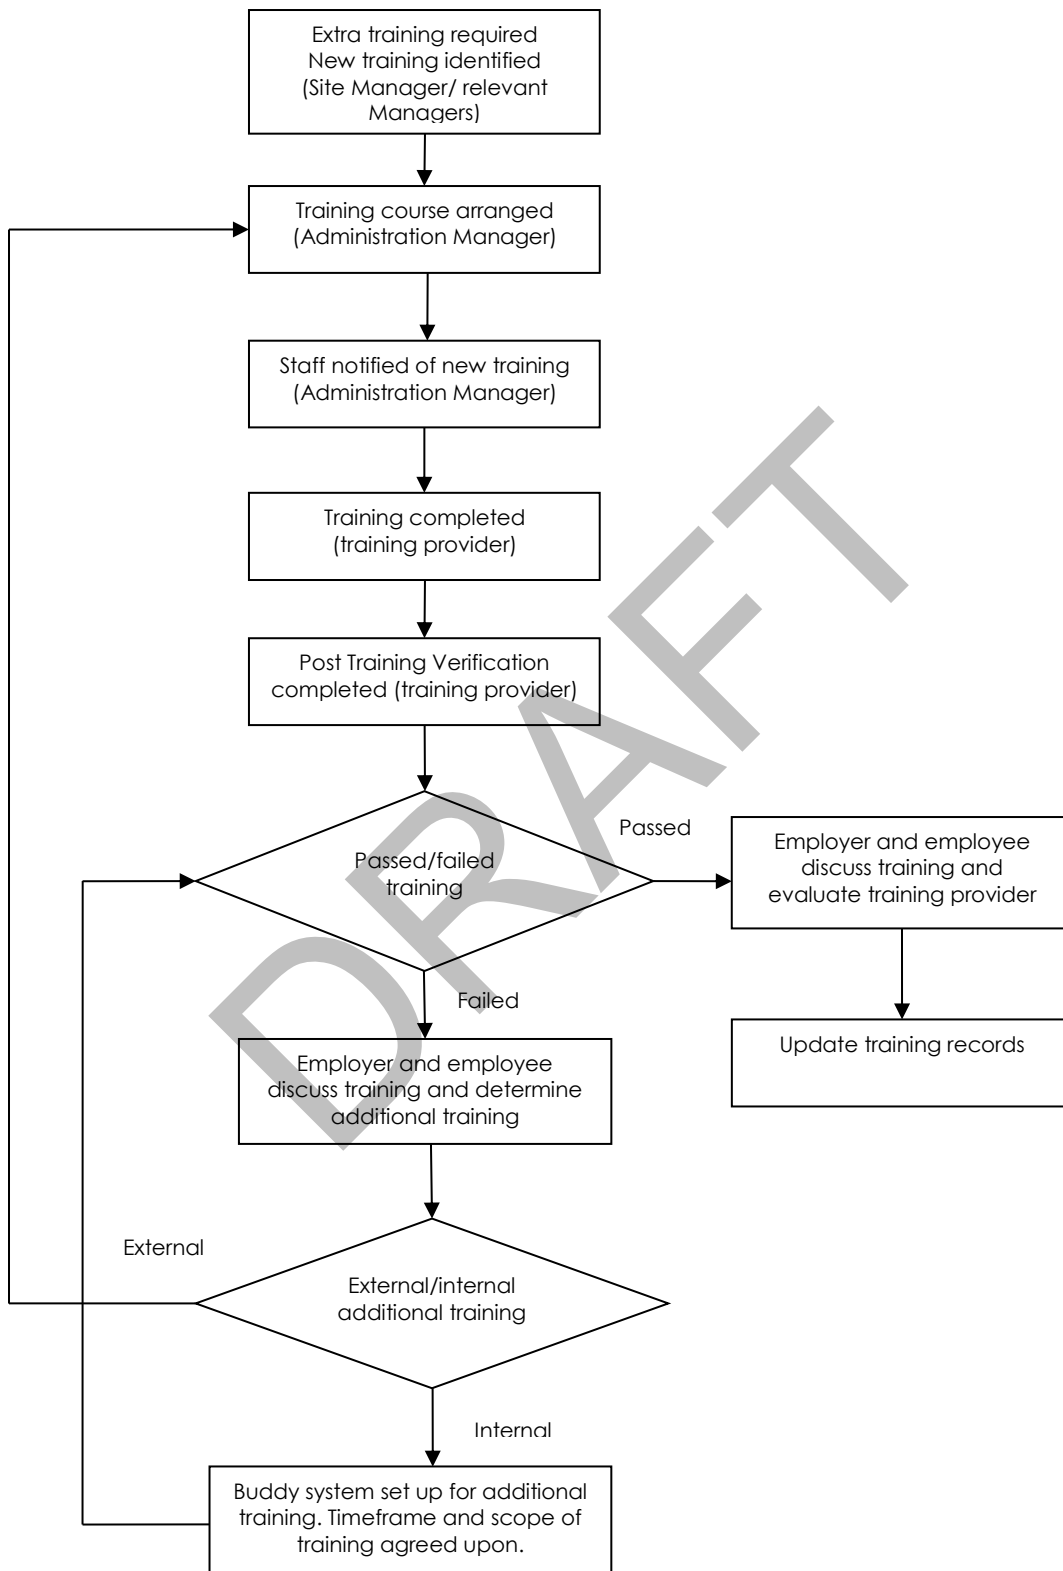 Extra training required
New training identified
(Site Manager/ relevant
Managers)
Training course arranged
(Administration Manager)
Staff notified of new training
(Administration Manager)
Training completed
(training provider)
Post Training Verification
completed (training provider)
Passed/failed
training
Passed
Employer and employee
discuss training and
evaluate training provider
Update training records
Failed
Employer and employee
discuss training and determine
additional training
External
External/internal
additional training
Internal
Buddy system set up for additional
training. Timeframe and scope of
training agreed upon.
DRAFT